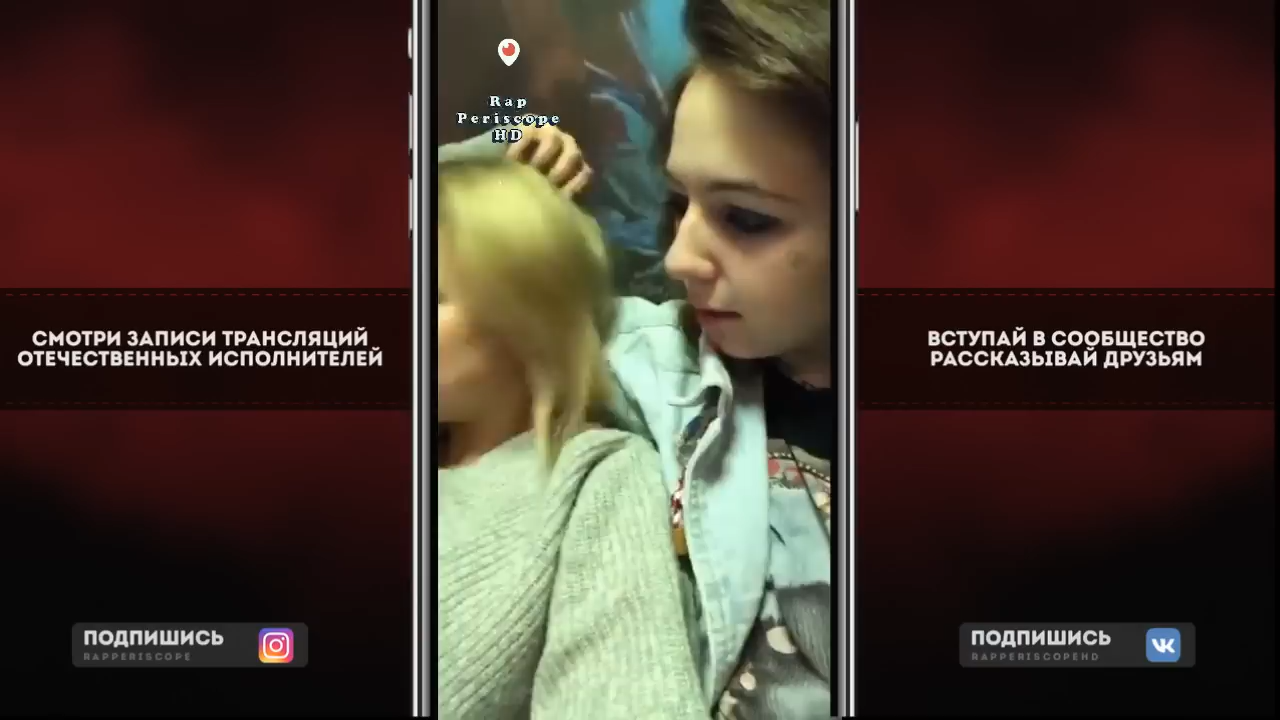 Rap
Periscope
HD
СМОТРИ ЗАПИСИ ТРАНСЛЯЦИЙ
ОТЕЧЕСТВЕННЫХ ИСПОЛНИТЕЛЕЙ
ВСТУПАЙ В СООБЩЕСТВО
РАССКАЗЫВАЙ ДРУЗЬЯМ
ПОДПИШИСЬ
RAPPERISCOPE
ПОДПИШИСЬ
RAPPERISCOPEHD